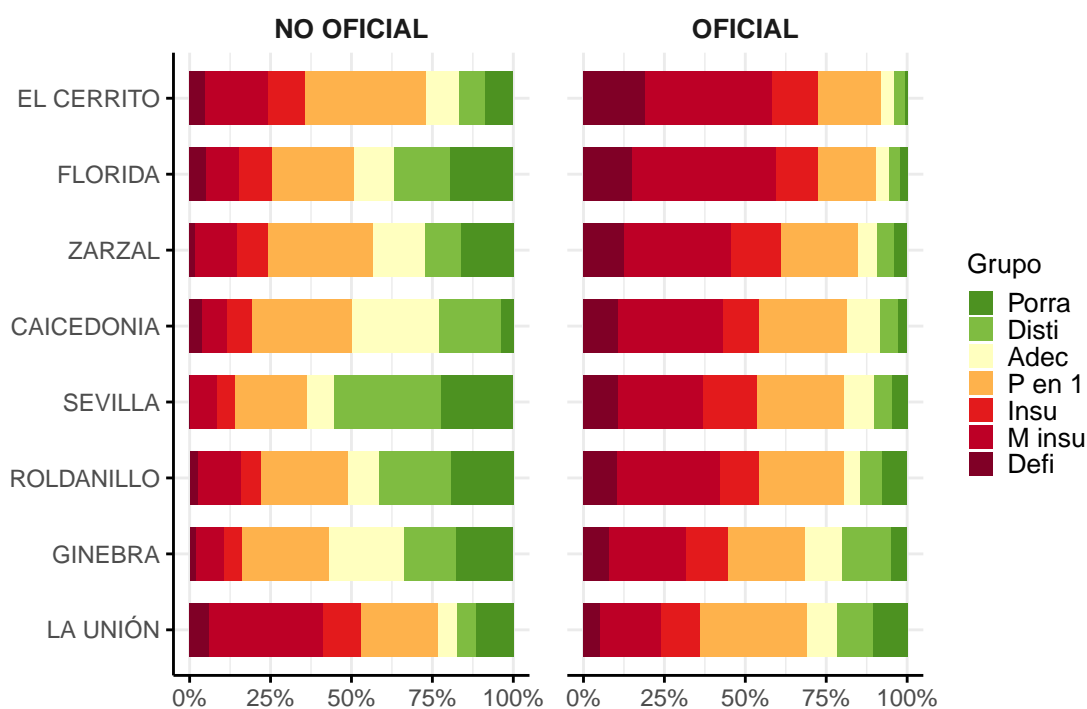 NO OFICIAL OFICIAL
EL CERRITO
FLORIDA
ZARZAL
CAICEDONIA
SEVILLA
ROLDANILLO
GINEBRA
LA UNIÓN
0% 25% 50% 75% 100% 0% 25% 50% 75% 100%
Grupo
Porra
Disti
Adec
P en 1
Insu
M insu
Defi